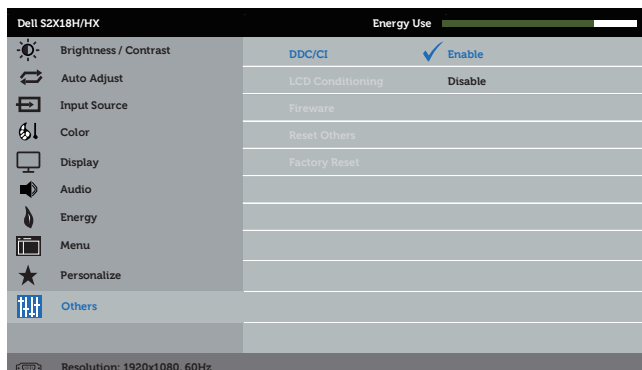 Dell S2X18H/HX Energy Use
Brightness / Contrast
DDC/CI Enable
Auto Adjust
LCD Conditioning Disable
Input Source
Fireware
Color
Reset Others
Display
Factory Reset
Audio
Energy
Menu
Personalize
Others
Resolution: 1920x1080, 60Hz